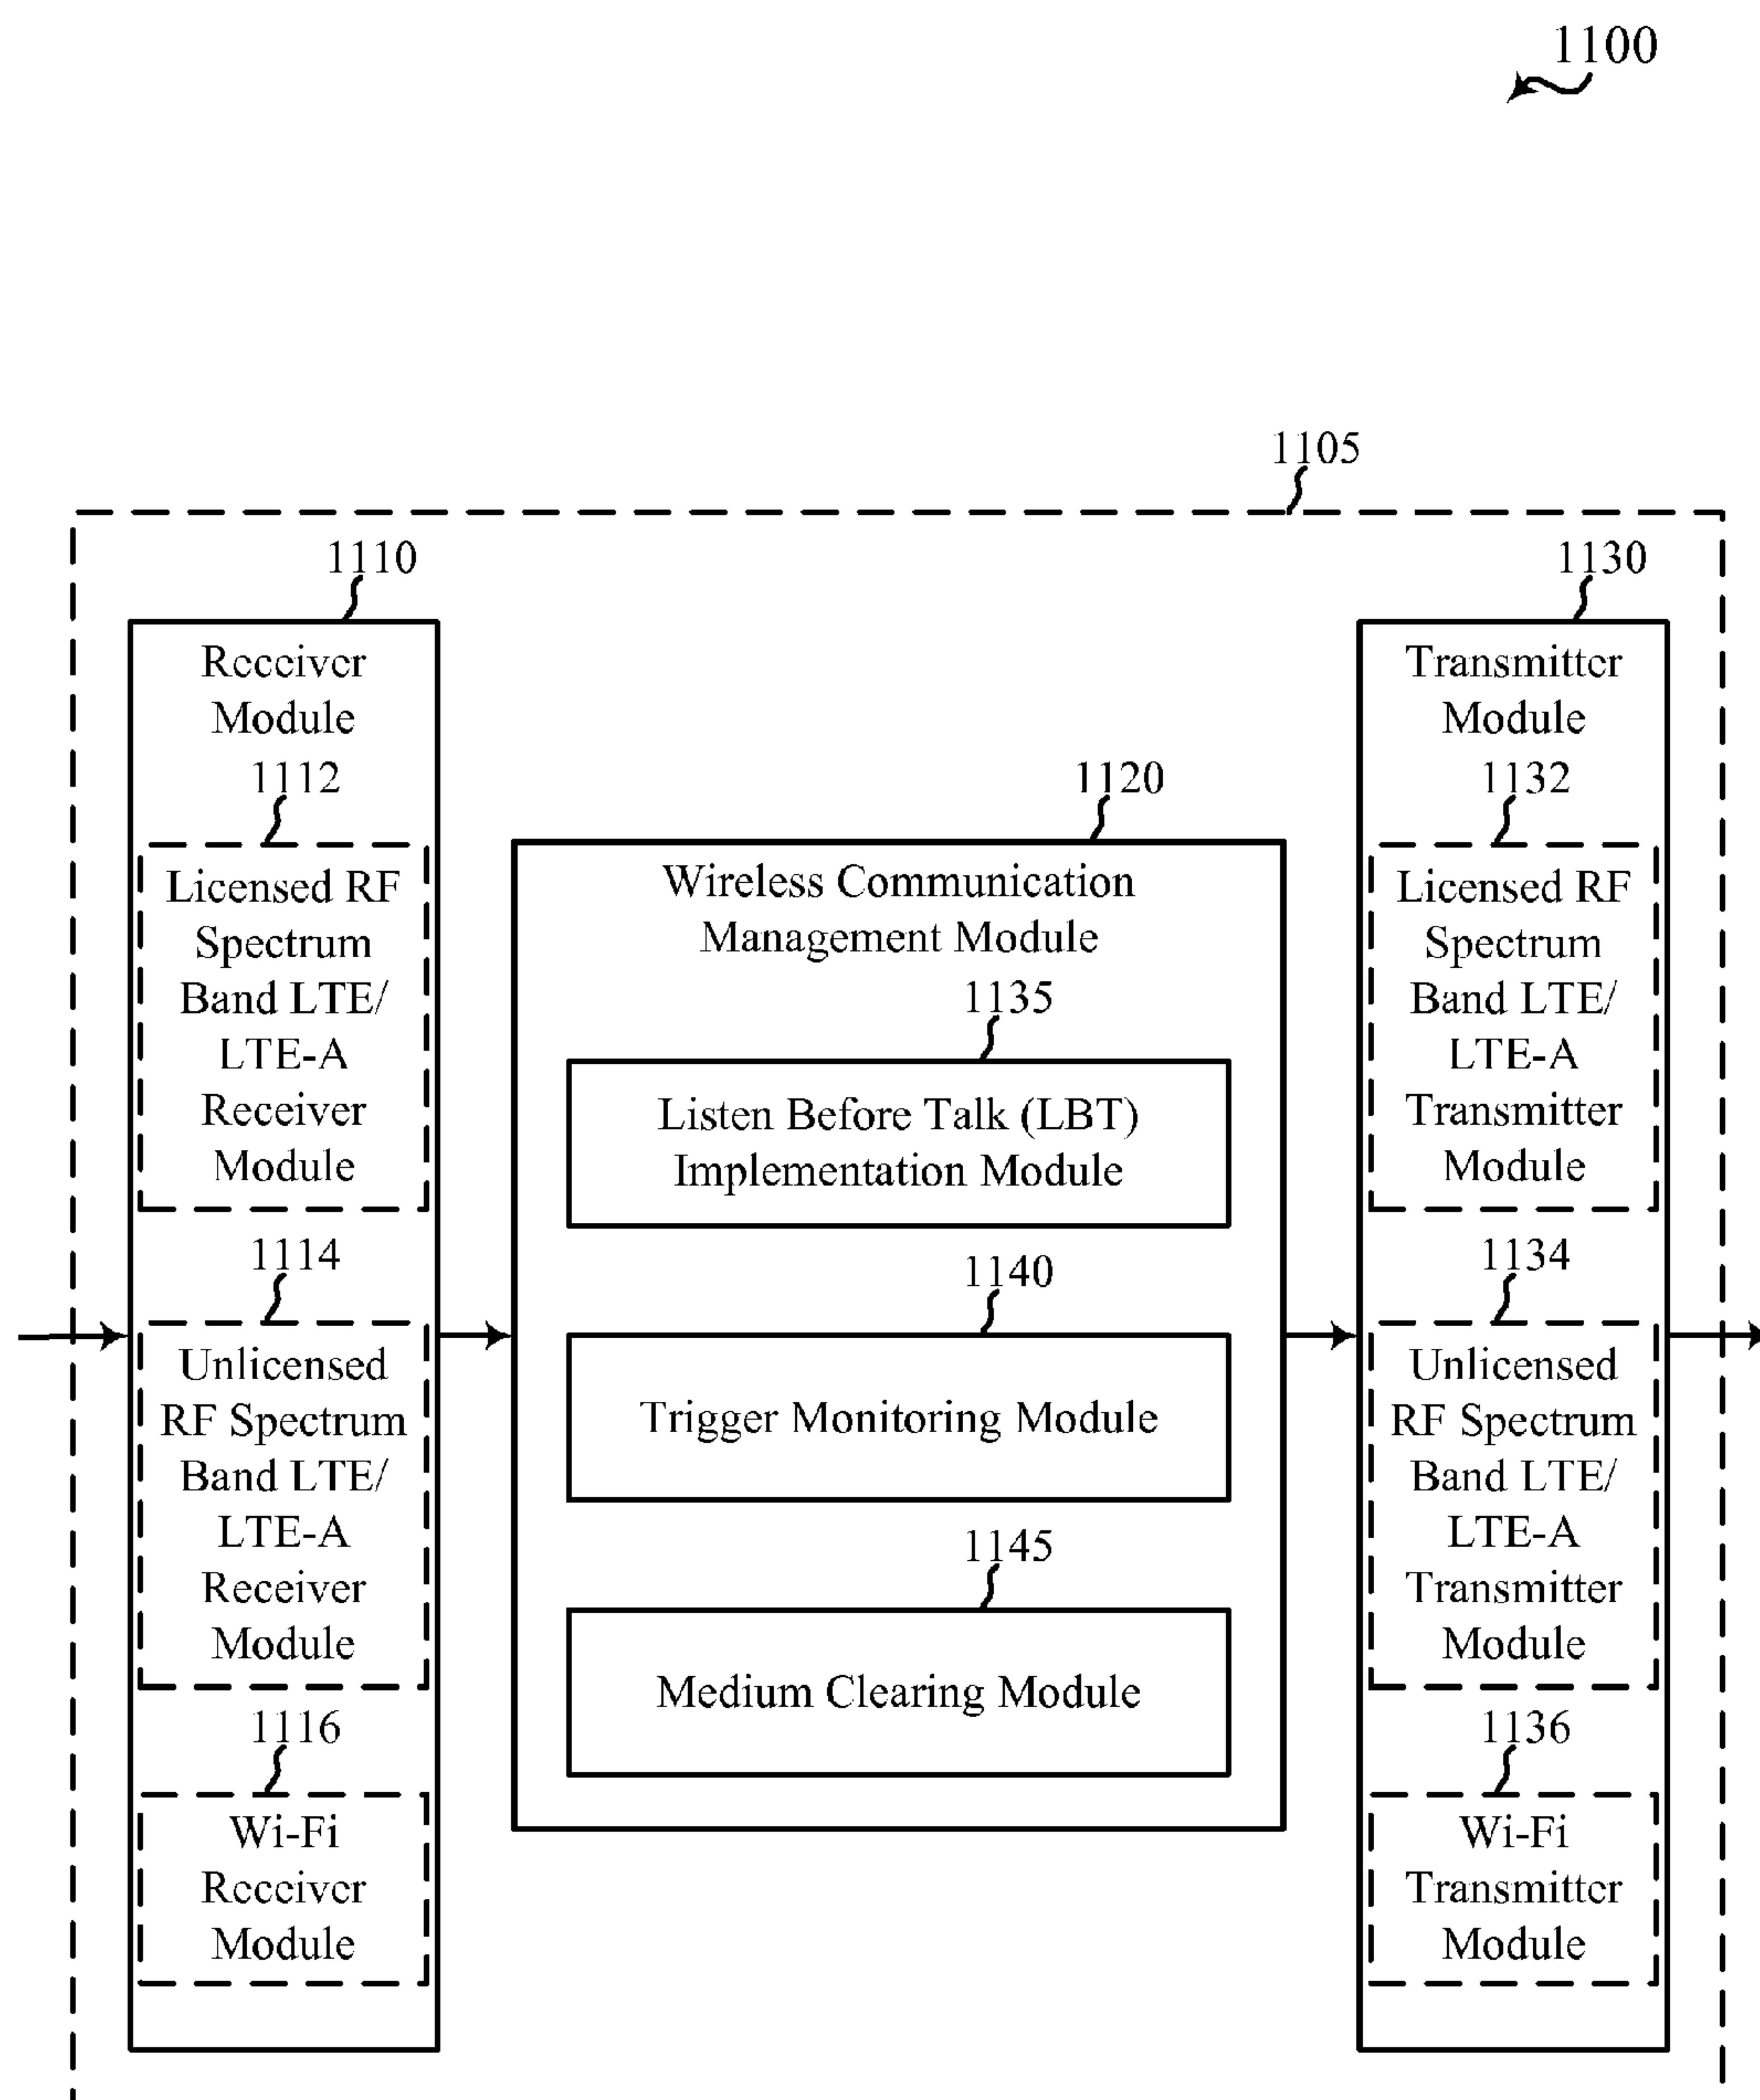 1100
1105
1110
Receiver
Module
1112
Licensed RF
Spectrum
Band LTE/
LTE-A
Receiver
Module
1114
Unlicensed
RF Spectrum
Band LTE/
LTE-A
Receiver
Module
1116
Wi-Fi
Receiver
Module
1120
Wireless Communication
Management Module
1135
Listen Before Talk (LBT)
Implementation Module
1140
Trigger Monitoring Module
1145
Medium Clearing Module
1130
Transmitter
Module
1132
Licensed RF
Spectrum
Band LTE/
LTE-A
Transmitter
Module
1134
Unlicensed
RF Spectrum
Band LTE/
LTE-A
Transmitter
Module
1136
Wi-Fi
Transmitter
Module